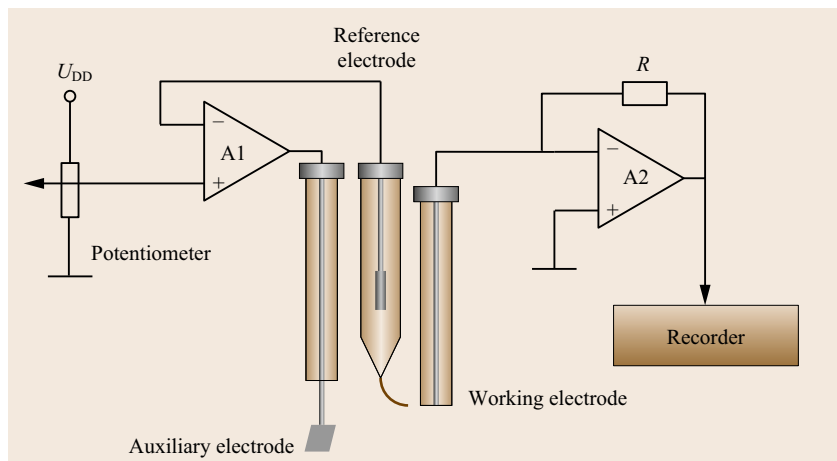 Reference
electrode
U_DD
R
−
A1
+
−
A2
+
Potentiometer
Recorder
Working electrode
Auxiliary electrode